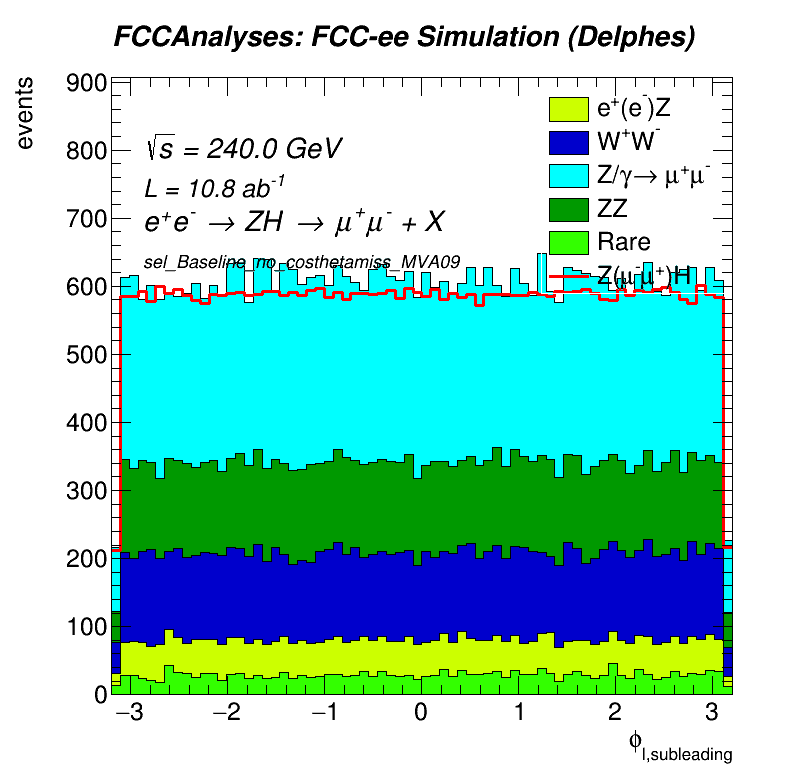 FCCAnalyses: FCC-ee Simulation (Delphes)
events
900
800
700
600
500
400
300
200
100
0
√s = 240.0 GeV
L = 10.8 ab⁻¹
e⁺e⁻ → ZH → μ⁺μ⁻ + X
sel_Baseline_no_costhetamiss_MVA09
e⁺(e⁻)Z
W⁺W⁻
Z/γ→ μ⁺μ⁻
ZZ
Rare
Z(μ⁻μ⁺)H
−3 −2 −1 0 1 2 3
ϕl,subleading